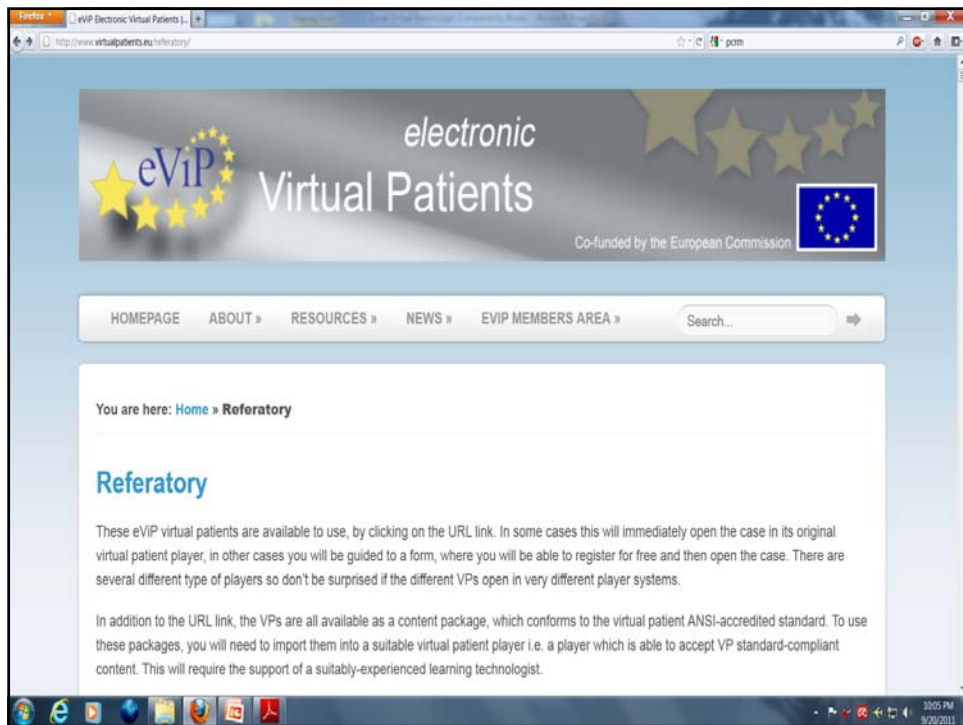 Firefox
eViP Electronic Virtual Patients |...
http://www.virtualpatients.eu/referatory/
pcrm
eViP
electronic
Virtual Patients
Co-funded by the European Commission
HOMEPAGE ABOUT » RESOURCES » NEWS » EVIP MEMBERS AREA » Search...
You are here: Home » Referatory
Referatory
These eViP virtual patients are available to use, by clicking on the URL link. In some cases this will immediately open the case in its original
virtual patient player, in other cases you will be guided to a form, where you will be able to register for free and then open the case. There are
several different type of players so don't be surprised if the different VPs open in very different player systems.
In addition to the URL link, the VPs are all available as a content package, which conforms to the virtual patient ANSI-accredited standard. To use
these packages, you will need to import them into a suitable virtual patient player i.e. a player which is able to accept VP standard-compliant
content. This will require the support of a suitably-experienced learning technologist.
10:05 PM
9/20/2011